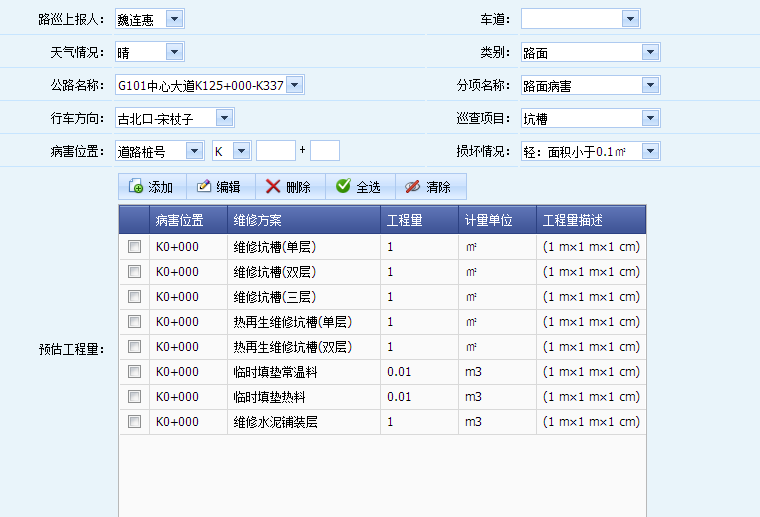 路巡上报人： 魏连惠 车道：
天气情况： 晴 类别： 路面
公路名称： G101中心大道K125+000-K337 分项名称： 路面病害
行车方向： 古北口-宋杖子 巡查项目： 坑槽
病害位置： 道路桩号 K + 损坏情况： 轻：面积小于0.1㎡
添加 编辑 删除 全选 清除
病害位置 维修方案 工程量 计量单位 工程量描述
K0+000 维修坑槽(单层) 1 ㎡ (1 m×1 m×1 cm)
K0+000 维修坑槽(双层) 1 ㎡ (1 m×1 m×1 cm)
K0+000 维修坑槽(三层) 1 ㎡ (1 m×1 m×1 cm)
K0+000 热再生维修坑槽(单层) 1 ㎡ (1 m×1 m×1 cm)
预估工程量： K0+000 热再生维修坑槽(双层) 1 ㎡ (1 m×1 m×1 cm)
K0+000 临时填垫常温料 0.01 m3 (1 m×1 m×1 cm)
K0+000 临时填垫热料 0.01 m3 (1 m×1 m×1 cm)
K0+000 维修水泥铺装层 1 m3 (1 m×1 m×1 cm)